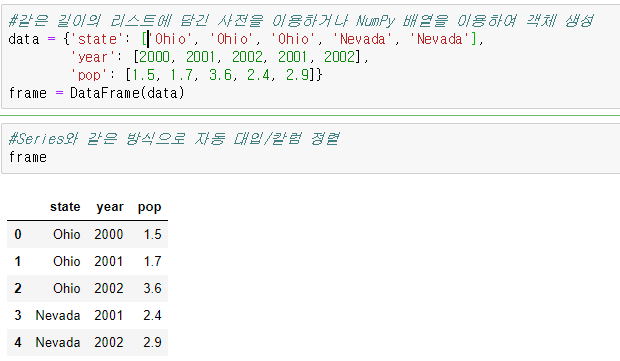 #같은 길이의 리스트에 담긴 사전을 이용하거나 NumPy 배열을 이용하여 객체 생성
data = {'state': ['Ohio', 'Ohio', 'Ohio', 'Nevada', 'Nevada'],
'year': [2000, 2001, 2002, 2001, 2002],
'pop': [1.5, 1.7, 3.6, 2.4, 2.9]}
frame = DataFrame(data)
#Series와 같은 방식으로 자동 대입/칼럼 정렬
frame
state year pop
0 Ohio 2000 1.5
1 Ohio 2001 1.7
2 Ohio 2002 3.6
3 Nevada 2001 2.4
4 Nevada 2002 2.9